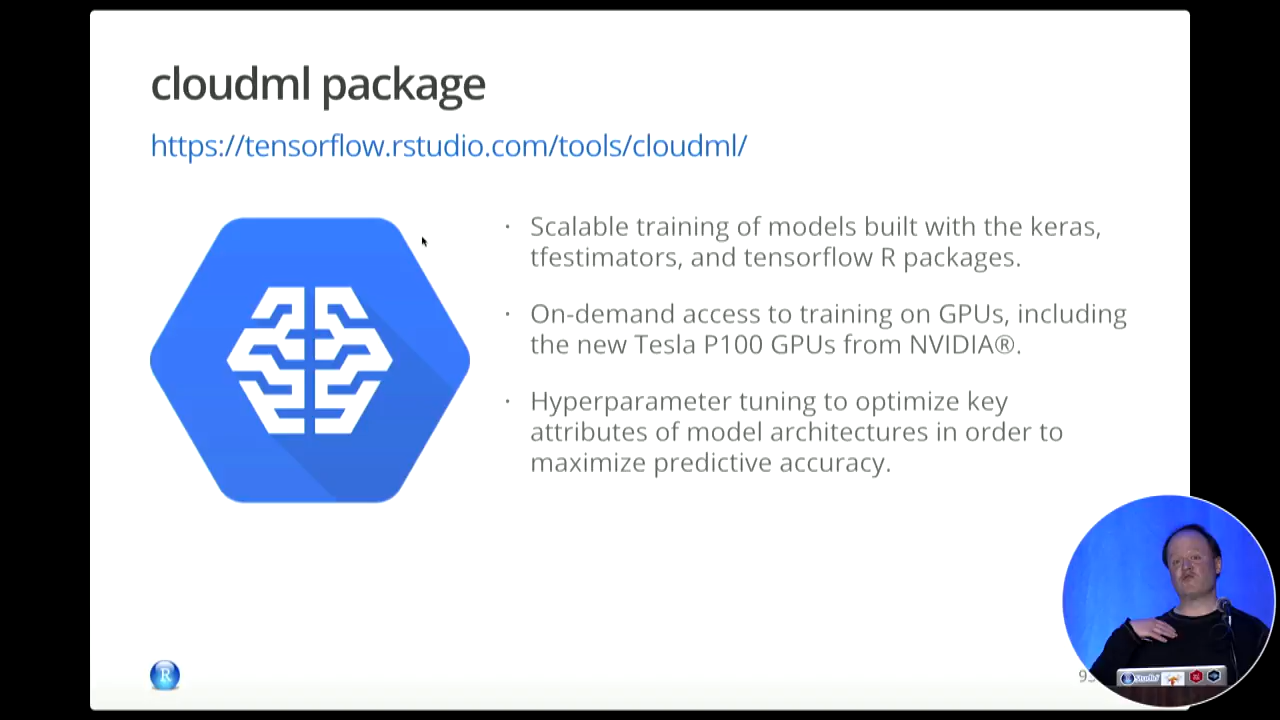 cloudml package
https://tensorflow.rstudio.com/tools/cloudml/
· Scalable training of models built with the keras,
tfestimators, and tensorflow R packages.
· On-demand access to training on GPUs, including
the new Tesla P100 GPUs from NVIDIA®.
· Hyperparameter tuning to optimize key
attributes of model architectures in order to
maximize predictive accuracy.
R
Studio